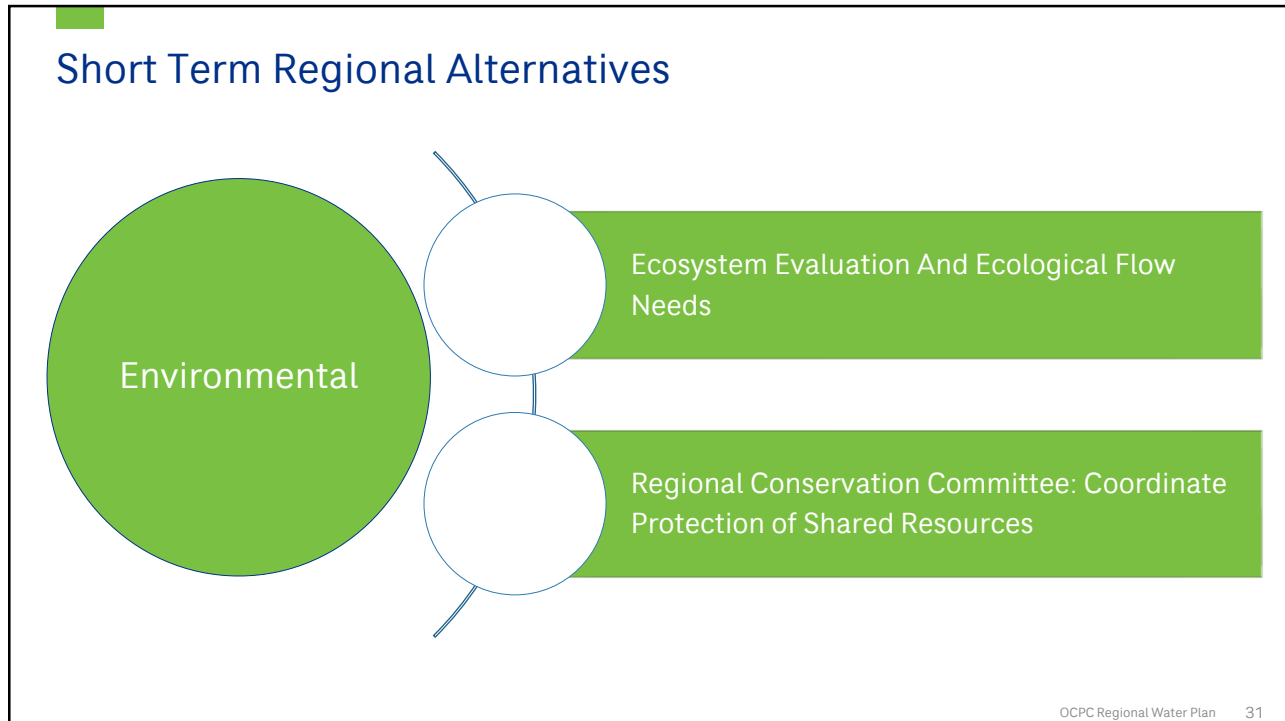 Short Term Regional Alternatives
Environmental
Ecosystem Evaluation And Ecological Flow
Needs
Regional Conservation Committee: Coordinate
Protection of Shared Resources
OCPC Regional Water Plan 31